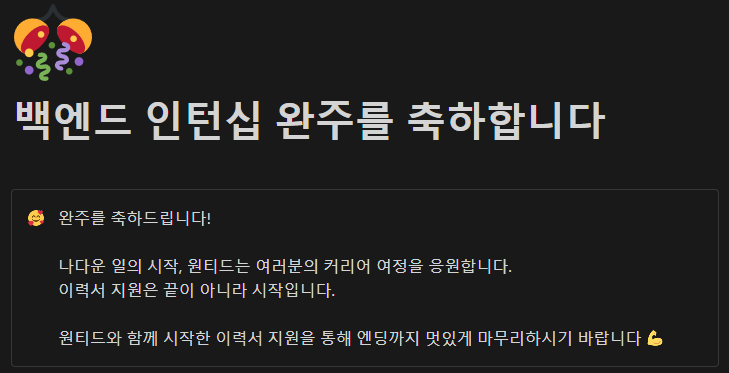 백엔드 인턴십 완주를 축하합니다
🥰 완주를 축하드립니다!
나다운 일의 시작, 원티드는 여러분의 커리어 여정을 응원합니다.
이력서 지원은 끝이 아니라 시작입니다.
원티드와 함께 시작한 이력서 지원을 통해 엔딩까지 멋있게 마무리하시기 바랍니다 💪